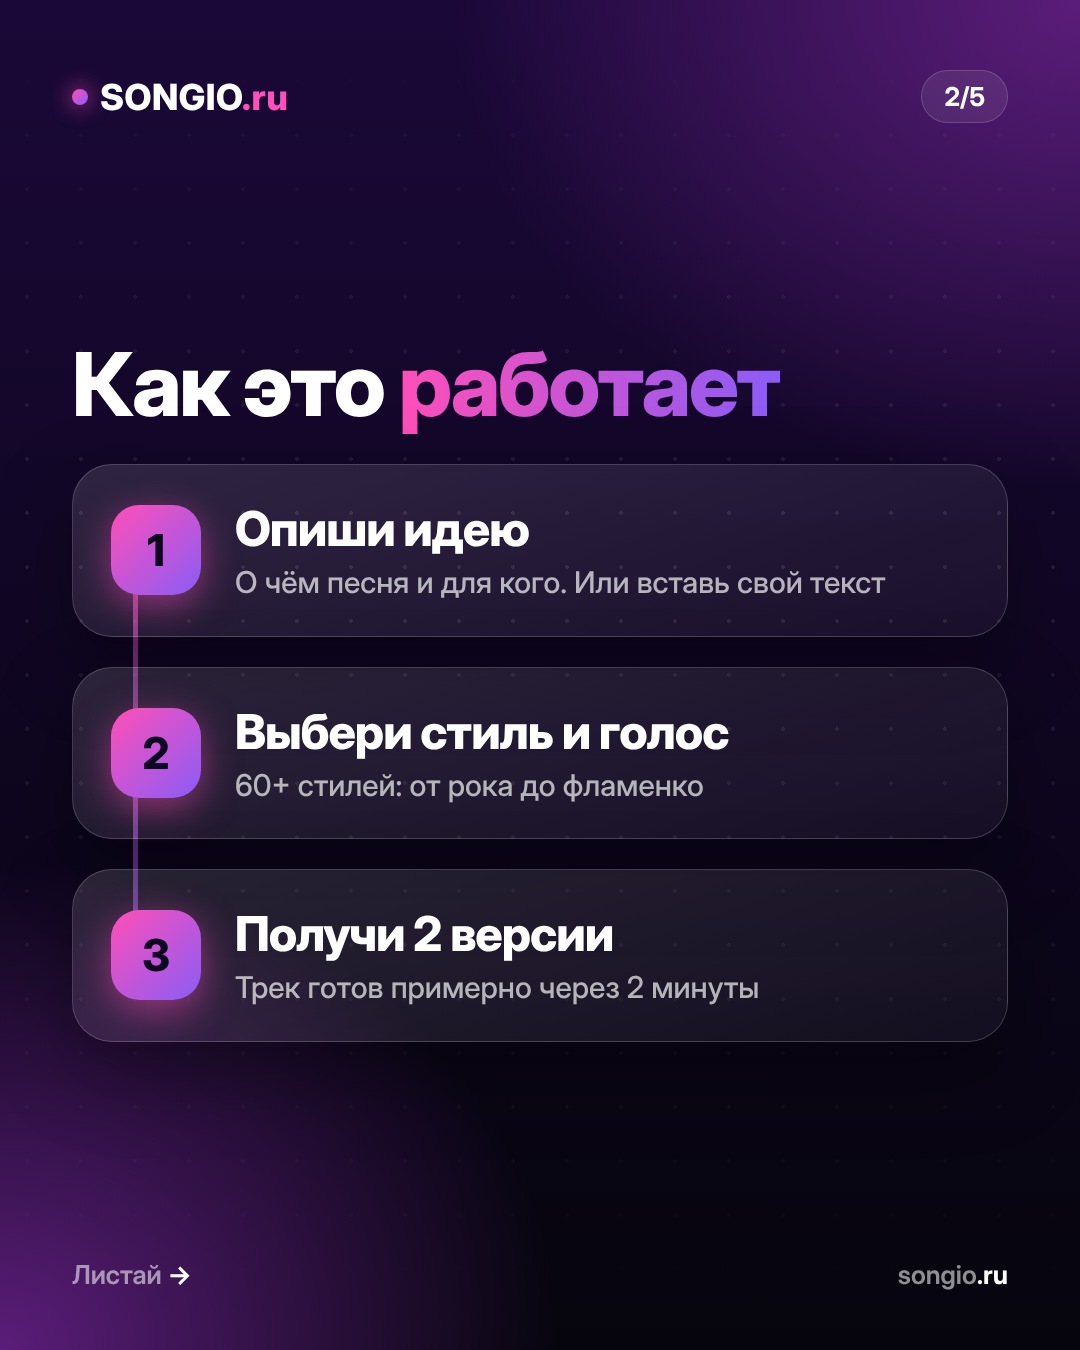 SONGIO.ru
2/5
Как это работает
1
Опиши идею
О чём песня и для кого. Или вставь свой текст
2
Выбери стиль и голос
60+ стилей: от рока до фламенко
3
Получи 2 версии
Трек готов примерно через 2 минуты
Листай →
songio.ru